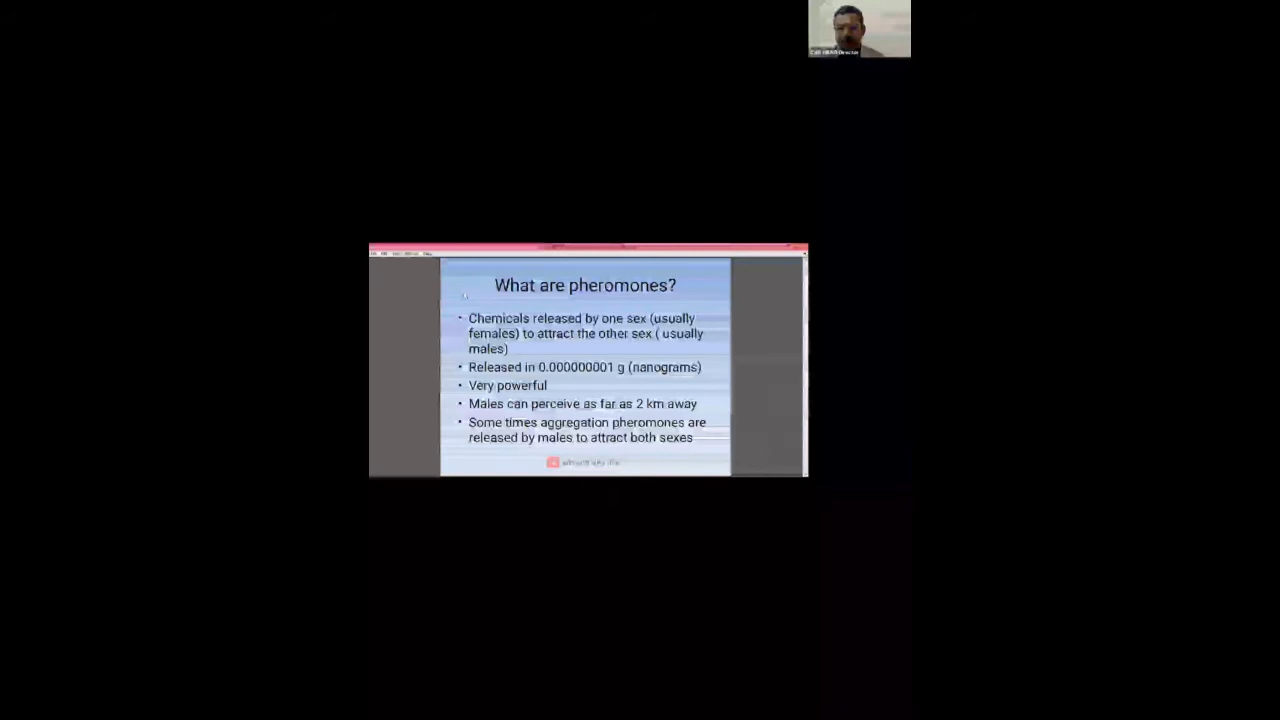 What are pheromones?
• Chemicals released by one sex (usually
females) to attract the other sex ( usually
males)
• Released in 0.000000001 g (nanograms)
• Very powerful
• Males can perceive as far as 2 km away
• Some times aggregation pheromones are
released by males to attract both sexes